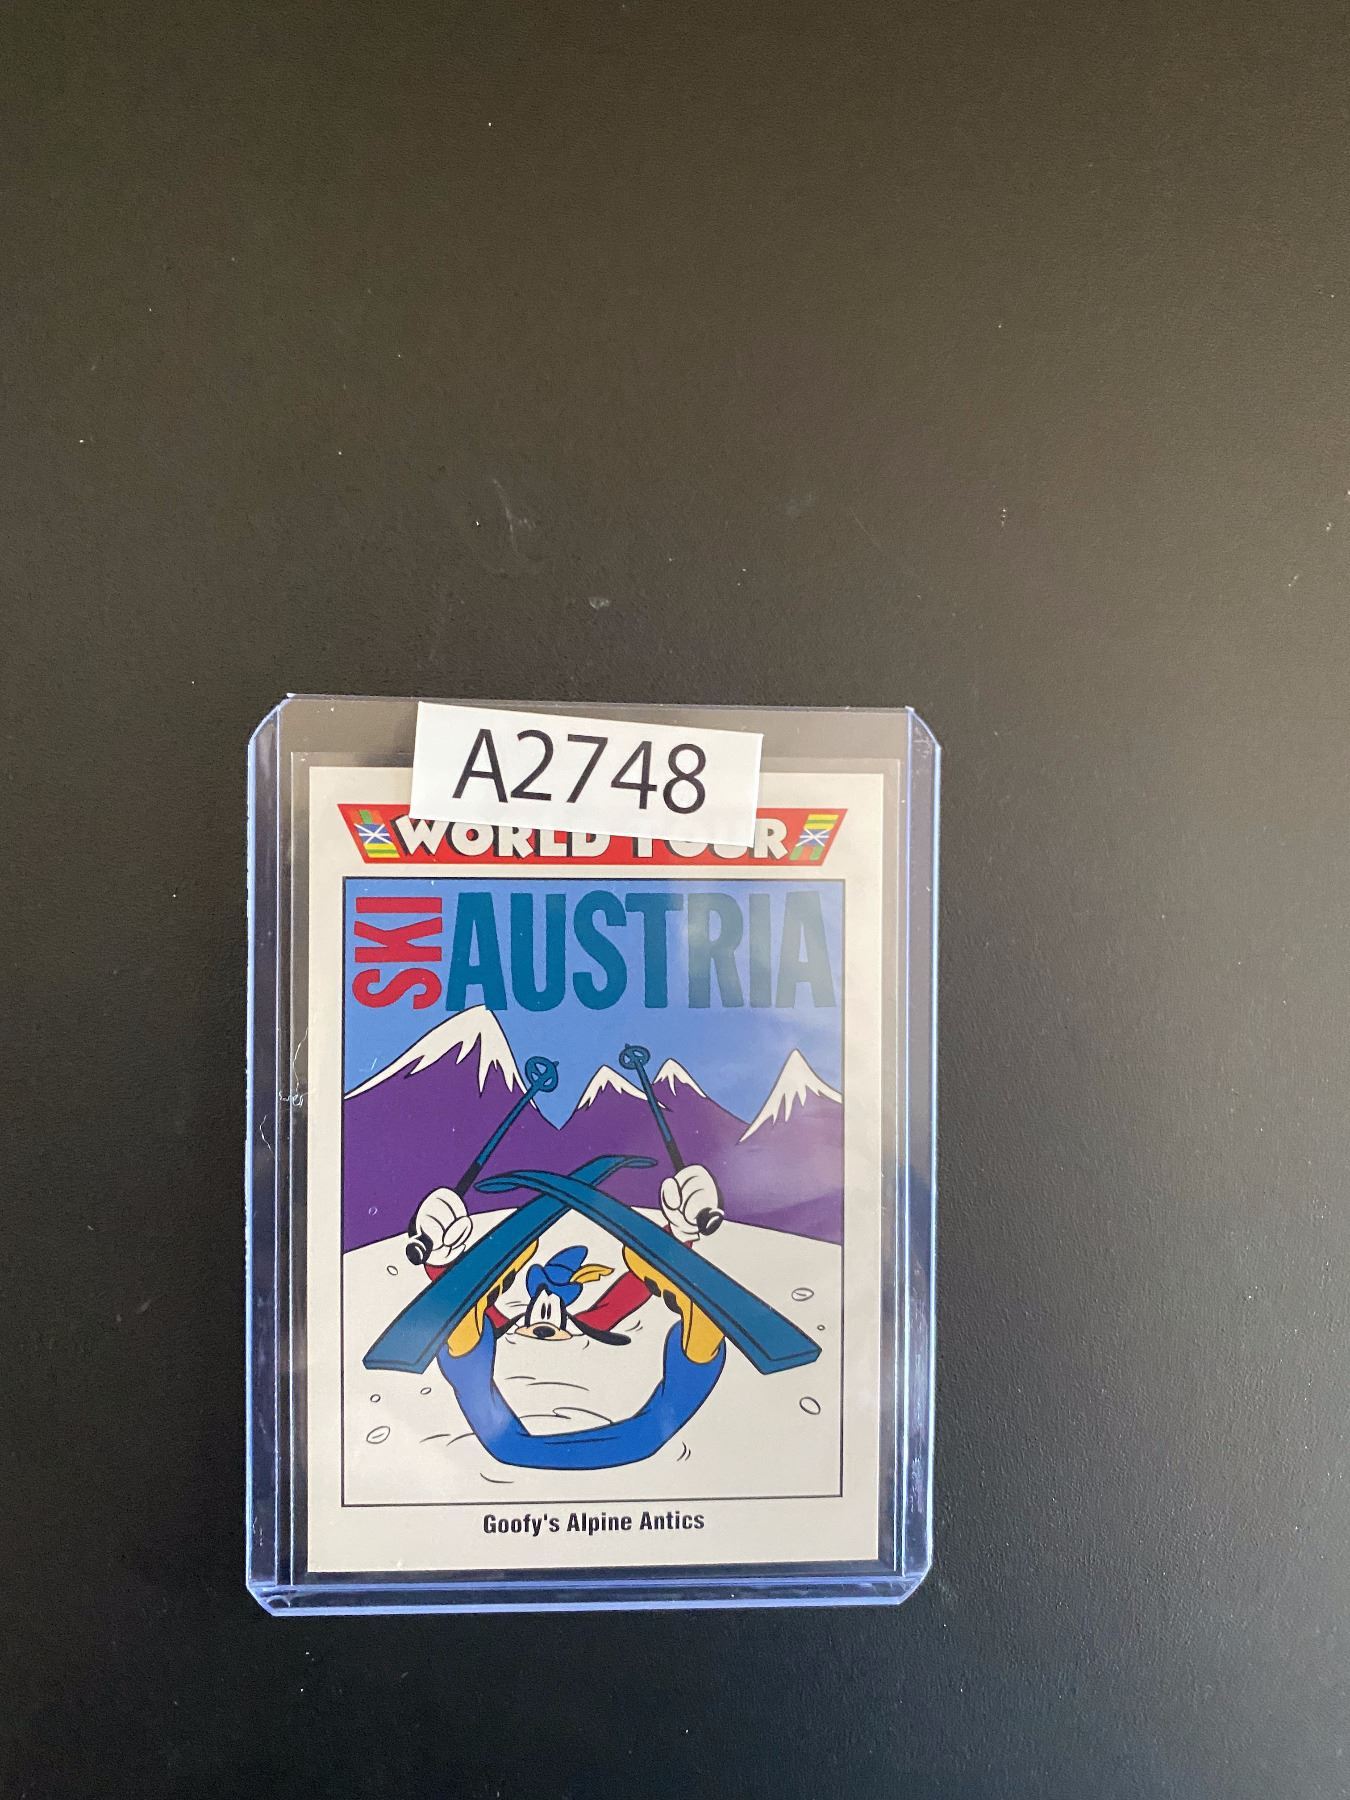 A2748
WORLD TOUR
SKI AUSTRIA
Goofy's Alpine Antics